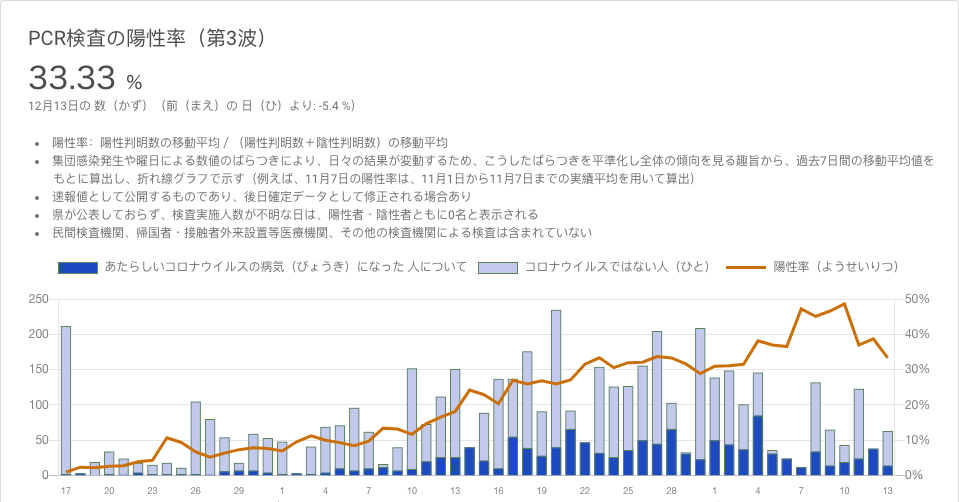 PCR検査の陽性率（第3波）
33.33 %
12月13日の 数（かず）（前（まえ）の 日（ひ）より: -5.4 %）
陽性率：陽性判明数の移動平均 / （陽性判明数＋陰性判明数）の移動平均
集団感染発生や曜日による数値のばらつきにより、日々の結果が変動するため、こうしたばらつきを平準化し全体の傾向を見る趣旨から、過去7日間の移動平均値を
もとに算出し、折れ線グラフで示す（例えば、11月7日の陽性率は、11月1日から11月7日までの実績平均を用いて算出）
速報値として公開するものであり、後日確定データとして修正される場合あり
県が公表しておらず、検査実施人数が不明な日は、陽性者・陰性者ともに0名と表示される
民間検査機関、帰国者・接触者外来設置等医療機関、その他の検査機関による検査は含まれていない
あたらしいコロナウイルスの病気（びょうき）になった 人について コロナウイルスではない人（ひと） 陽性率（ようせいりつ）
250 50%
200 40%
150 30%
100 20%
50 10%
0 0%
17 20 23 26 29 1 4 7 10 13 16 19 22 25 28 1 4 7 10 13